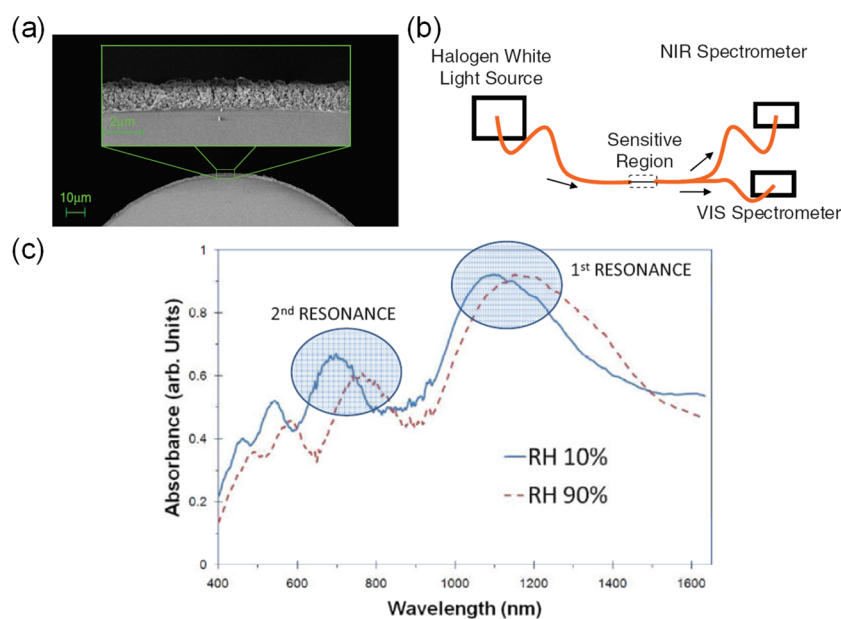 (a)
2μm
10μm
(b)
Halogen White
Light Source
NIR Spectrometer
Sensitive
Region
VIS Spectrometer
(c)
Absorbance (arb. Units)
1
0.8
0.6
0.4
0.2
0
2nd RESONANCE
1st RESONANCE
RH 10%
RH 90%
400
600
800
1000
1200
1400
1600
Wavelength (nm)